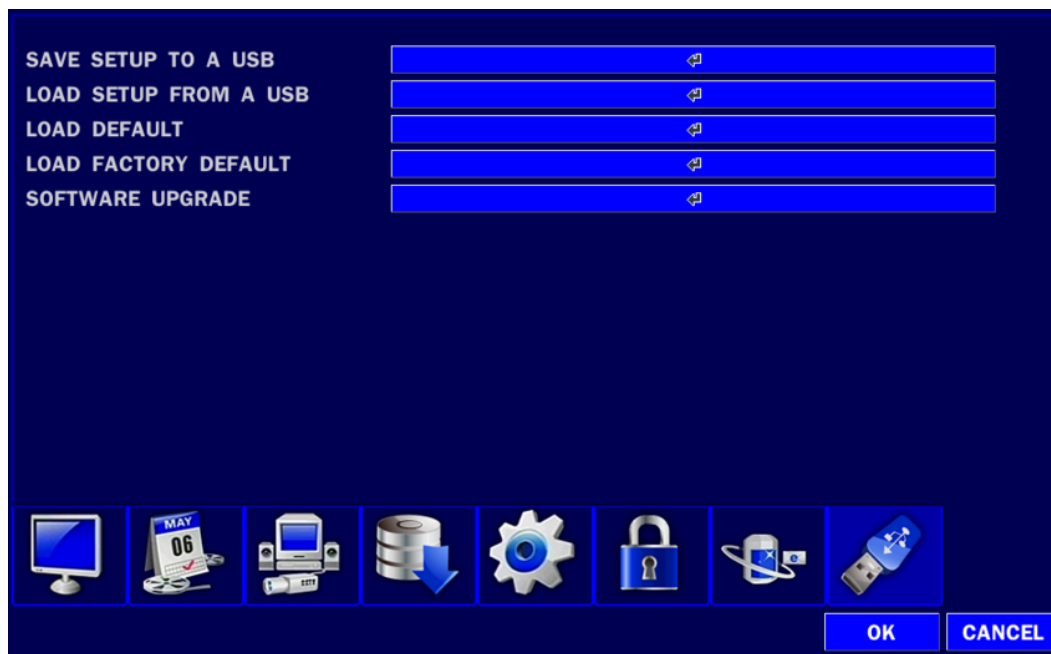 SAVE SETUP TO A USB
LOAD SETUP FROM A USB
LOAD DEFAULT
LOAD FACTORY DEFAULT
SOFTWARE UPGRADE
MAY
06
CCTV
OK
CANCEL